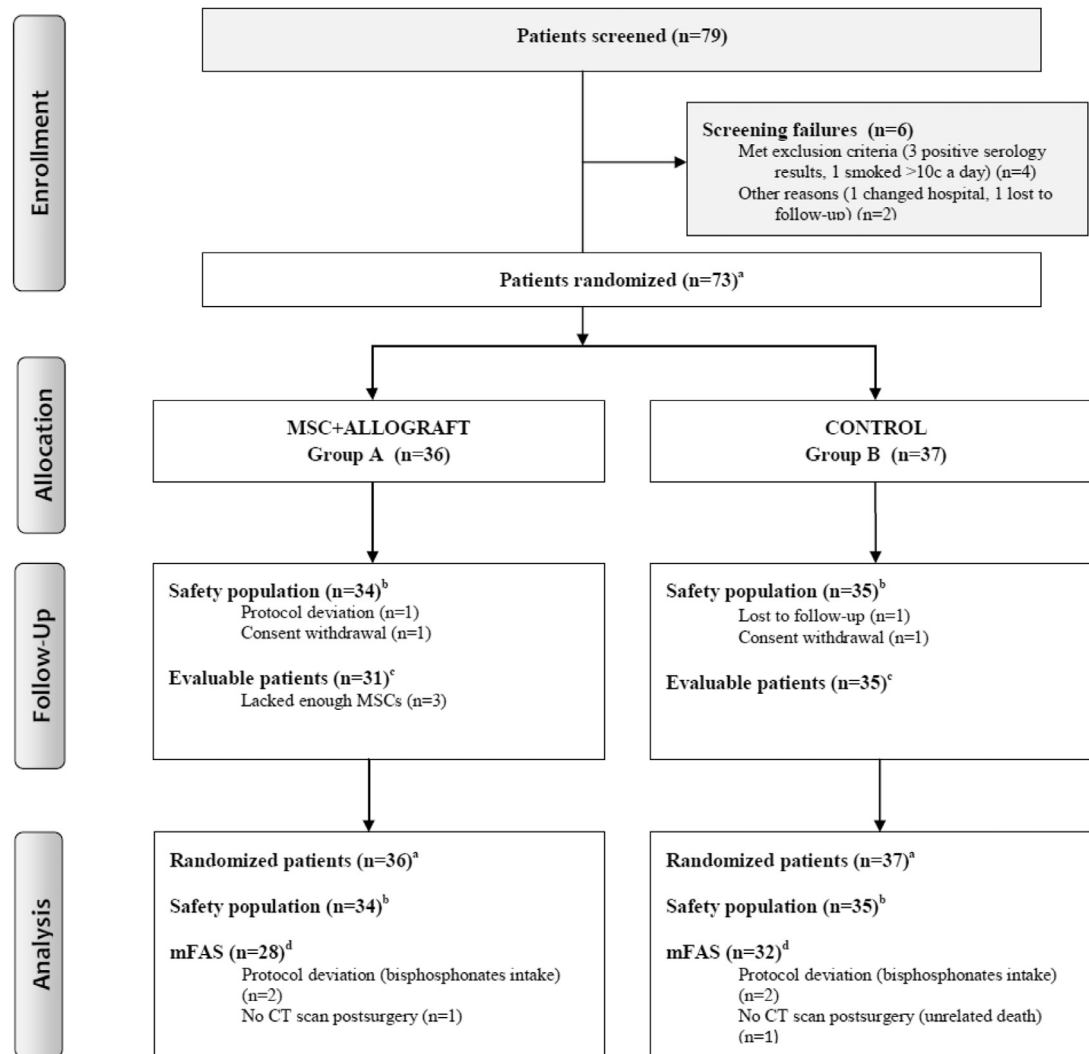 Enrollment
Patients screened (n=79)
Screening failures (n=6)
Met exclusion criteria (3 positive serology
results, 1 smoked >10c a day) (n=4)
Other reasons (1 changed hospital, 1 lost to
follow-up) (n=2)
Patients randomized (n=73)a
Allocation
MSC+ALLOGRAFT
Group A (n=36)
CONTROL
Group B (n=37)
Follow-Up
Safety population (n=34)b
Protocol deviation (n=1)
Consent withdrawal (n=1)
Evaluable patients (n=31)c
Lacked enough MSCs (n=3)
Safety population (n=35)b
Lost to follow-up (n=1)
Consent withdrawal (n=1)
Evaluable patients (n=35)c
Analysis
Randomized patients (n=36)a
Safety population (n=34)b
mFAS (n=28)d
Protocol deviation (bisphosphonates intake)
(n=2)
No CT scan postsurgery (n=1)
Randomized patients (n=37)a
Safety population (n=35)b
mFAS (n=32)d
Protocol deviation (bisphosphonates intake)
(n=2)
No CT scan postsurgery (unrelated death)
(n=1)